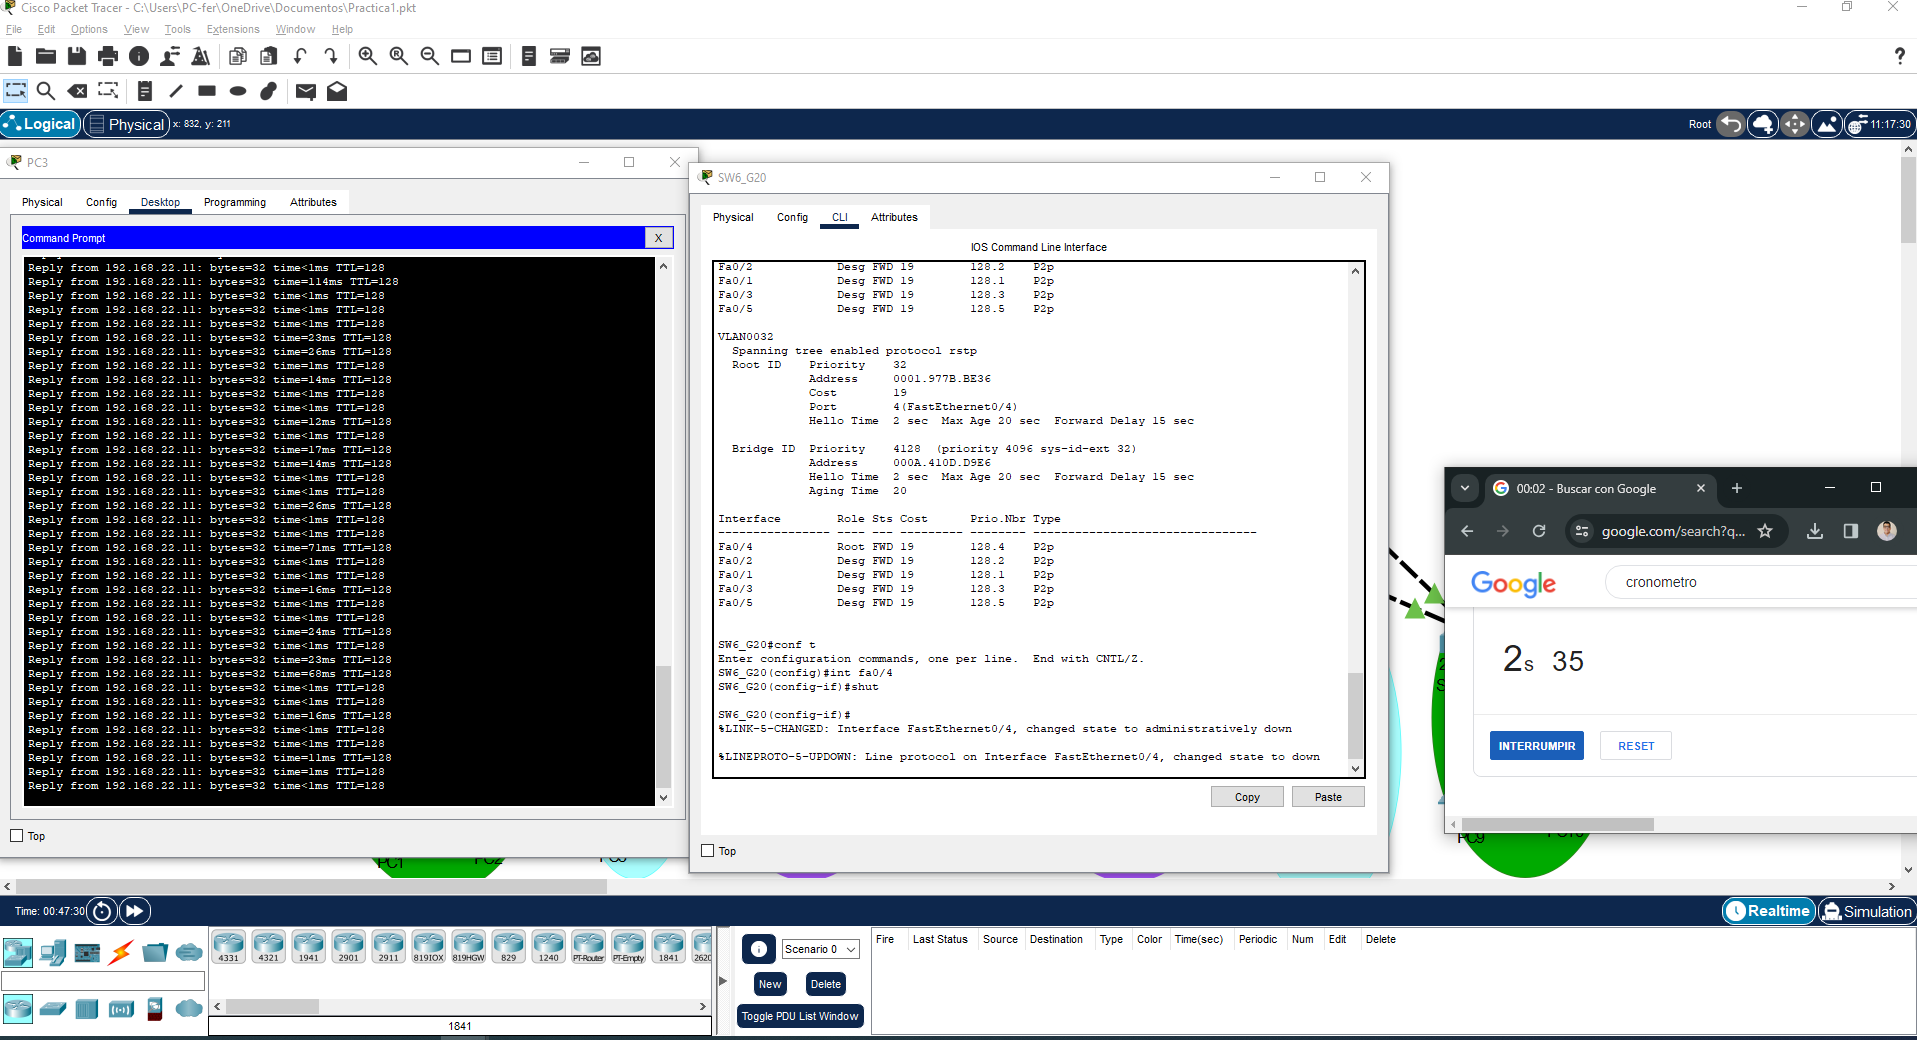 Cisco Packet Tracer - C:\Users\PC-fer\OneDrive\Documentos\Practica1.pkt
File Edit Options View Tools Extensions Window Help
Logical Physical x: 832, y: 211
Root 11:17:30
PC3
Physical Config Desktop Programming Attributes
Command Prompt X
Reply from 192.168.22.11: bytes=32 time<1ms TTL=128
Reply from 192.168.22.11: bytes=32 time=114ms TTL=128
Reply from 192.168.22.11: bytes=32 time<1ms TTL=128
Reply from 192.168.22.11: bytes=32 time<1ms TTL=128
Reply from 192.168.22.11: bytes=32 time<1ms TTL=128
Reply from 192.168.22.11: bytes=32 time=23ms TTL=128
Reply from 192.168.22.11: bytes=32 time=26ms TTL=128
Reply from 192.168.22.11: bytes=32 time=1ms TTL=128
Reply from 192.168.22.11: bytes=32 time=14ms TTL=128
Reply from 192.168.22.11: bytes=32 time<1ms TTL=128
Reply from 192.168.22.11: bytes=32 time<1ms TTL=128
Reply from 192.168.22.11: bytes=32 time=12ms TTL=128
Reply from 192.168.22.11: bytes=32 time<1ms TTL=128
Reply from 192.168.22.11: bytes=32 time=17ms TTL=128
Reply from 192.168.22.11: bytes=32 time=14ms TTL=128
Reply from 192.168.22.11: bytes=32 time<1ms TTL=128
Reply from 192.168.22.11: bytes=32 time<1ms TTL=128
Reply from 192.168.22.11: bytes=32 time=26ms TTL=128
Reply from 192.168.22.11: bytes=32 time<1ms TTL=128
Reply from 192.168.22.11: bytes=32 time<1ms TTL=128
Reply from 192.168.22.11: bytes=32 time=71ms TTL=128
Reply from 192.168.22.11: bytes=32 time<1ms TTL=128
Reply from 192.168.22.11: bytes=32 time<1ms TTL=128
Reply from 192.168.22.11: bytes=32 time=16ms TTL=128
Reply from 192.168.22.11: bytes=32 time<1ms TTL=128
Reply from 192.168.22.11: bytes=32 time<1ms TTL=128
Reply from 192.168.22.11: bytes=32 time=24ms TTL=128
Reply from 192.168.22.11: bytes=32 time<1ms TTL=128
Reply from 192.168.22.11: bytes=32 time=23ms TTL=128
Reply from 192.168.22.11: bytes=32 time=68ms TTL=128
Reply from 192.168.22.11: bytes=32 time<1ms TTL=128
Reply from 192.168.22.11: bytes=32 time<1ms TTL=128
Reply from 192.168.22.11: bytes=32 time=16ms TTL=128
Reply from 192.168.22.11: bytes=32 time<1ms TTL=128
Reply from 192.168.22.11: bytes=32 time<1ms TTL=128
Reply from 192.168.22.11: bytes=32 time=11ms TTL=128
Reply from 192.168.22.11: bytes=32 time<1ms TTL=128
Reply from 192.168.22.11: bytes=32 time<1ms TTL=128
Top
SW6_G20
Physical Config CLI Attributes
IOS Command Line Interface
Fa0/2 Desg FWD 19 128.2 P2p
Fa0/1 Desg FWD 19 128.1 P2p
Fa0/3 Desg FWD 19 128.3 P2p
Fa0/5 Desg FWD 19 128.5 P2p
VLAN0032
Spanning tree enabled protocol rstp
Root ID Priority 32
Address 0001.977B.BE36
Cost 19
Port 4(FastEthernet0/4)
Hello Time 2 sec Max Age 20 sec Forward Delay 15 sec
Bridge ID Priority 4128 (priority 4096 sys-id-ext 32)
Address 000A.410D.D9E6
Hello Time 2 sec Max Age 20 sec Forward Delay 15 sec
Aging Time 20
Interface Role Sts Cost Prio.Nbr Type
---------------- ---- --- --------- -------- --------------------------------
Fa0/4 Root FWD 19 128.4 P2p
Fa0/2 Desg FWD 19 128.2 P2p
Fa0/1 Desg FWD 19 128.1 P2p
Fa0/3 Desg FWD 19 128.3 P2p
Fa0/5 Desg FWD 19 128.5 P2p
SW6_G20#conf t
Enter configuration commands, one per line. End with CNTL/Z.
SW6_G20(config)#int fa0/4
SW6_G20(config-if)#shut
SW6_G20(config-if)#
%LINK-5-CHANGED: Interface FastEthernet0/4, changed state to administratively down
%LINEPROTO-5-UPDOWN: Line protocol on Interface FastEthernet0/4, changed state to down
Copy Paste
Top
00:02 - Buscar con Google
google.com/search?q...
Google cronometro
2s 35
INTERRUMPIR RESET
PC1 PC2
PC9
Time: 00:47:30
Realtime Simulation
4331 4321 1941 2901 2911 819IOX 819HGW 829 1240 PT-Router PT-Empty 1841 2620
1841
Scenario 0
New Delete
Toggle PDU List Window
Fire Last Status Source Destination Type Color Time(sec) Periodic Num Edit Delete